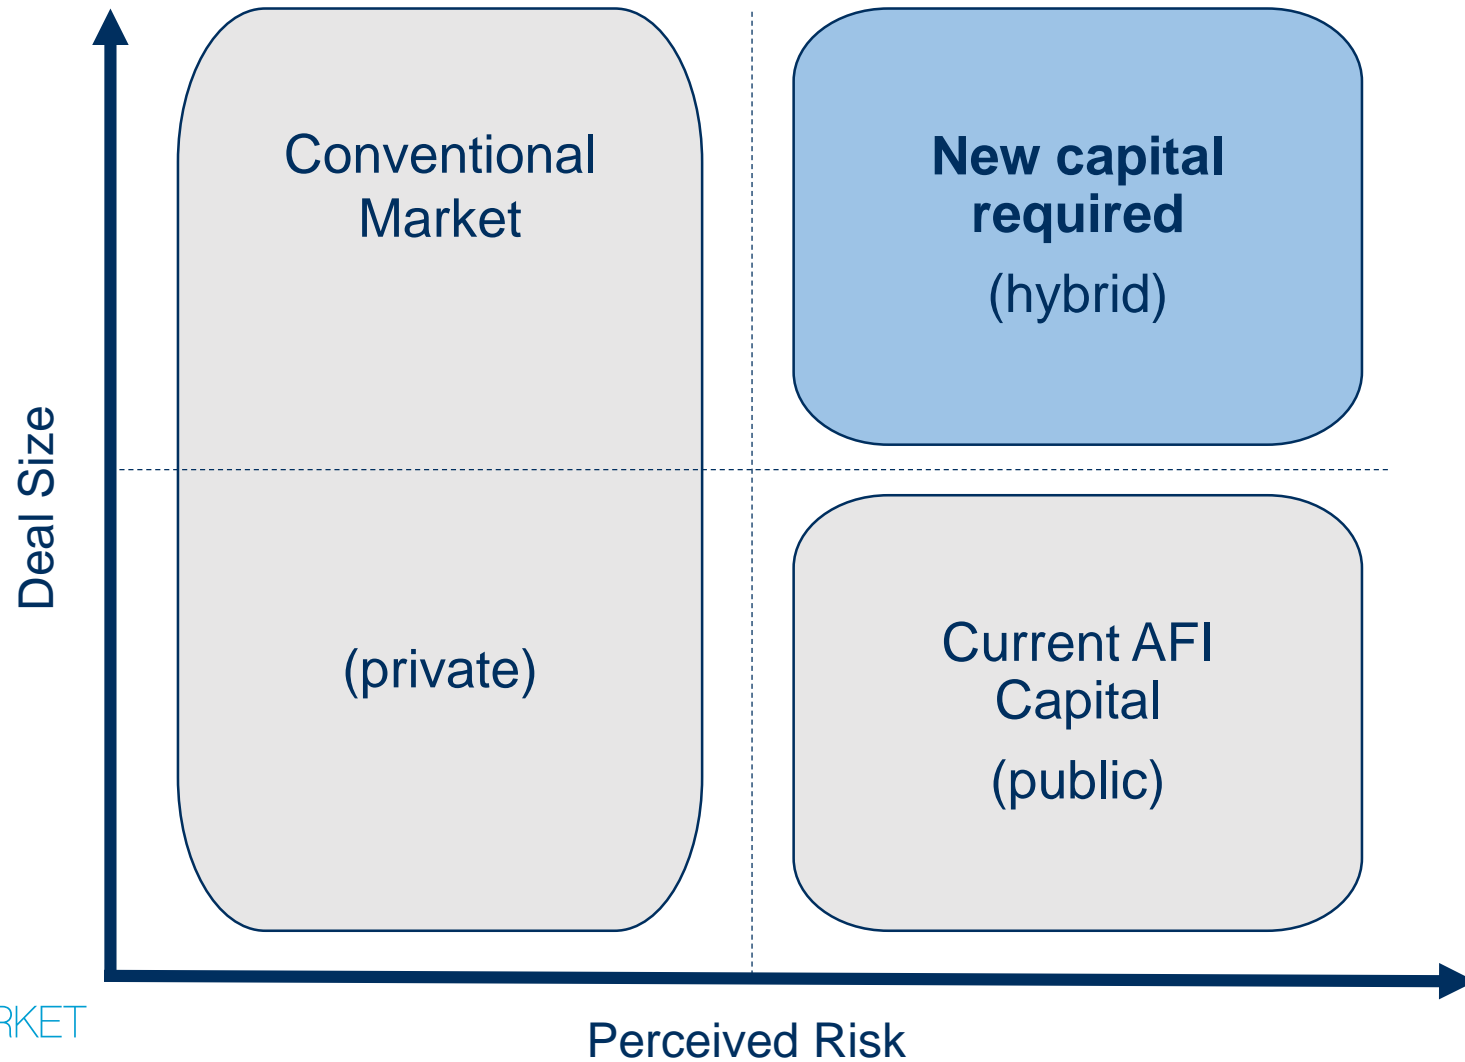 Conventional
Market
(private)
New capital
required
(hybrid)
Current AFI
Capital
(public)
Deal Size
Perceived Risk
RKET